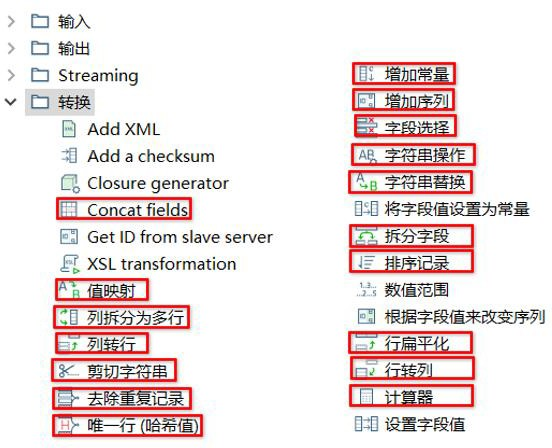 输入
输出
Streaming
转换
Add XML
Add a checksum
Closure generator
Concat fields
Get ID from slave server
XSL transformation
值映射
列拆分为多行
列转行
剪切字符串
去除重复记录
唯一行 (哈希值)
增加常量
增加序列
字段选择
字符串操作
字符串替换
将字段值设置为常量
拆分字段
排序记录
数值范围
根据字段值来改变序列
行扁平化
行转列
计算器
设置字段值